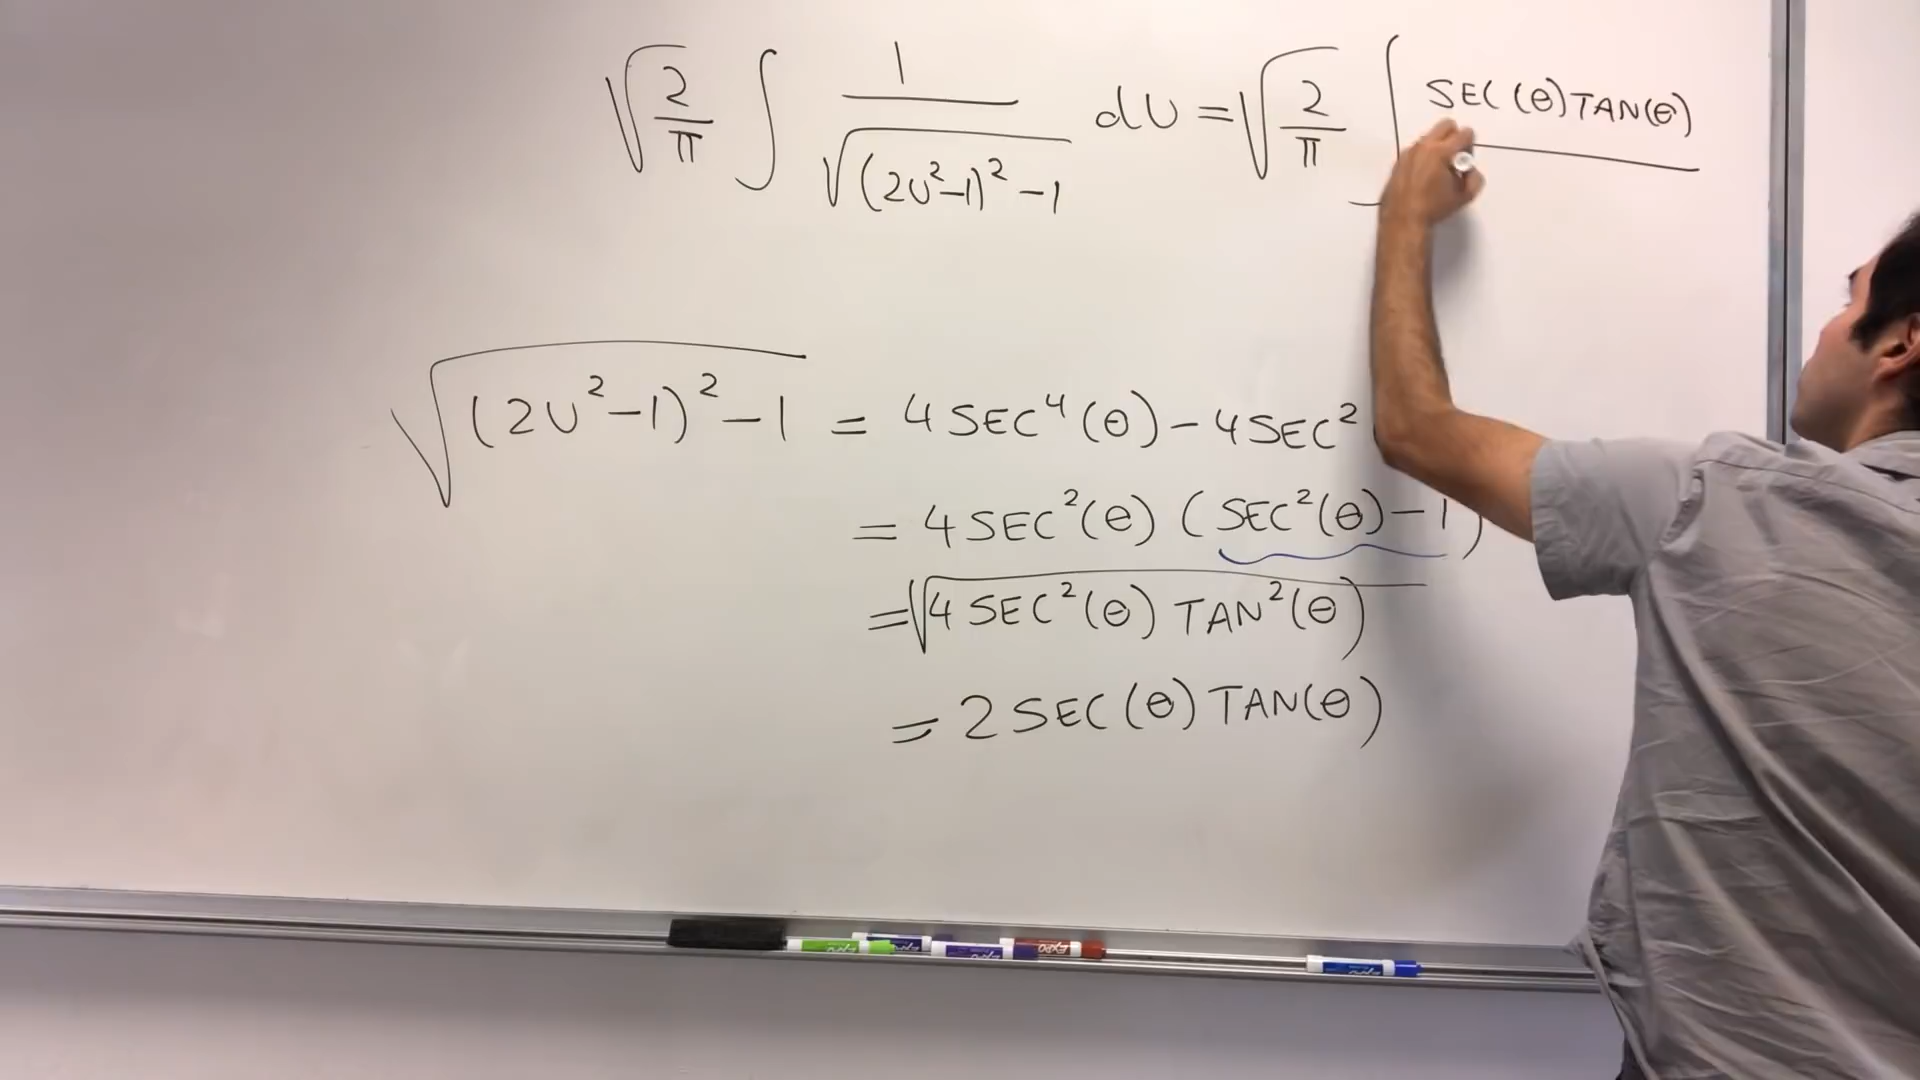 √(2/π) ∫ 1/√((2U²-1)²-1) dU = √(2/π) ∫ SEC(θ)TAN(θ)
√((2U²-1)²-1) = 4SEC⁴(θ)-4SEC²
= 4SEC²(θ)(SEC²(θ)-1)
= √(4SEC²(θ)TAN²(θ))
= 2SEC(θ)TAN(θ)
EXPO